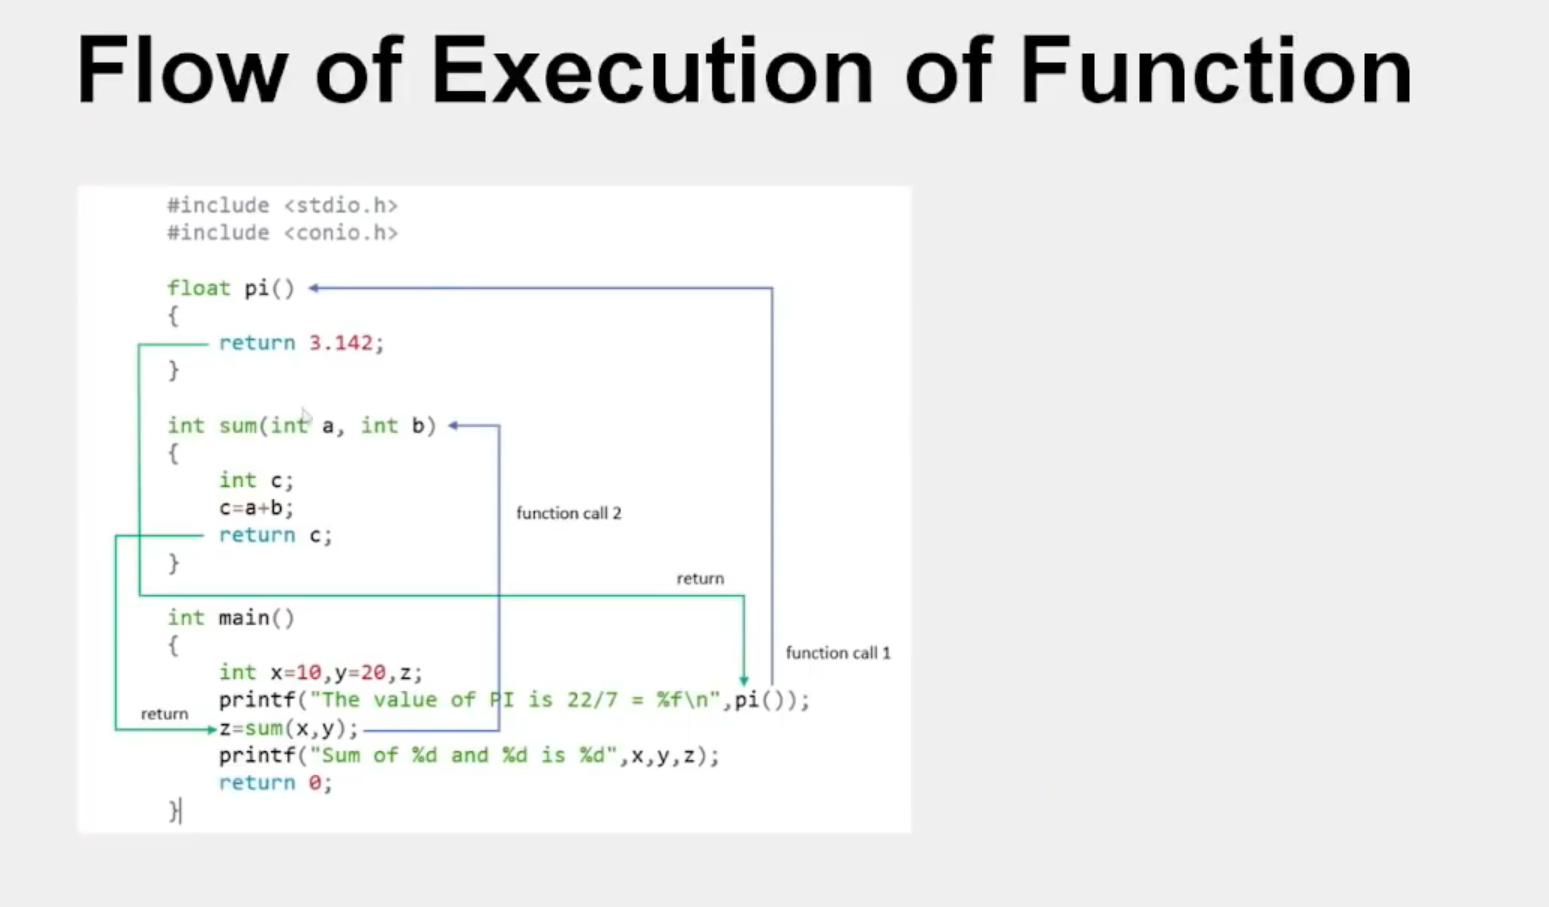 Flow of Execution of Function
#include <stdio.h>
#include <conio.h>
float pi()
{
return 3.142;
}
int sum(int a, int b)
{
int c;
c=a+b;
function call 2
return c;
}
return
int main()
{
function call 1
int x=10,y=20,z;
printf("The value of PI is 22/7 = %f\n",pi());
return
z=sum(x,y);
printf("Sum of %d and %d is %d",x,y,z);
return 0;
}